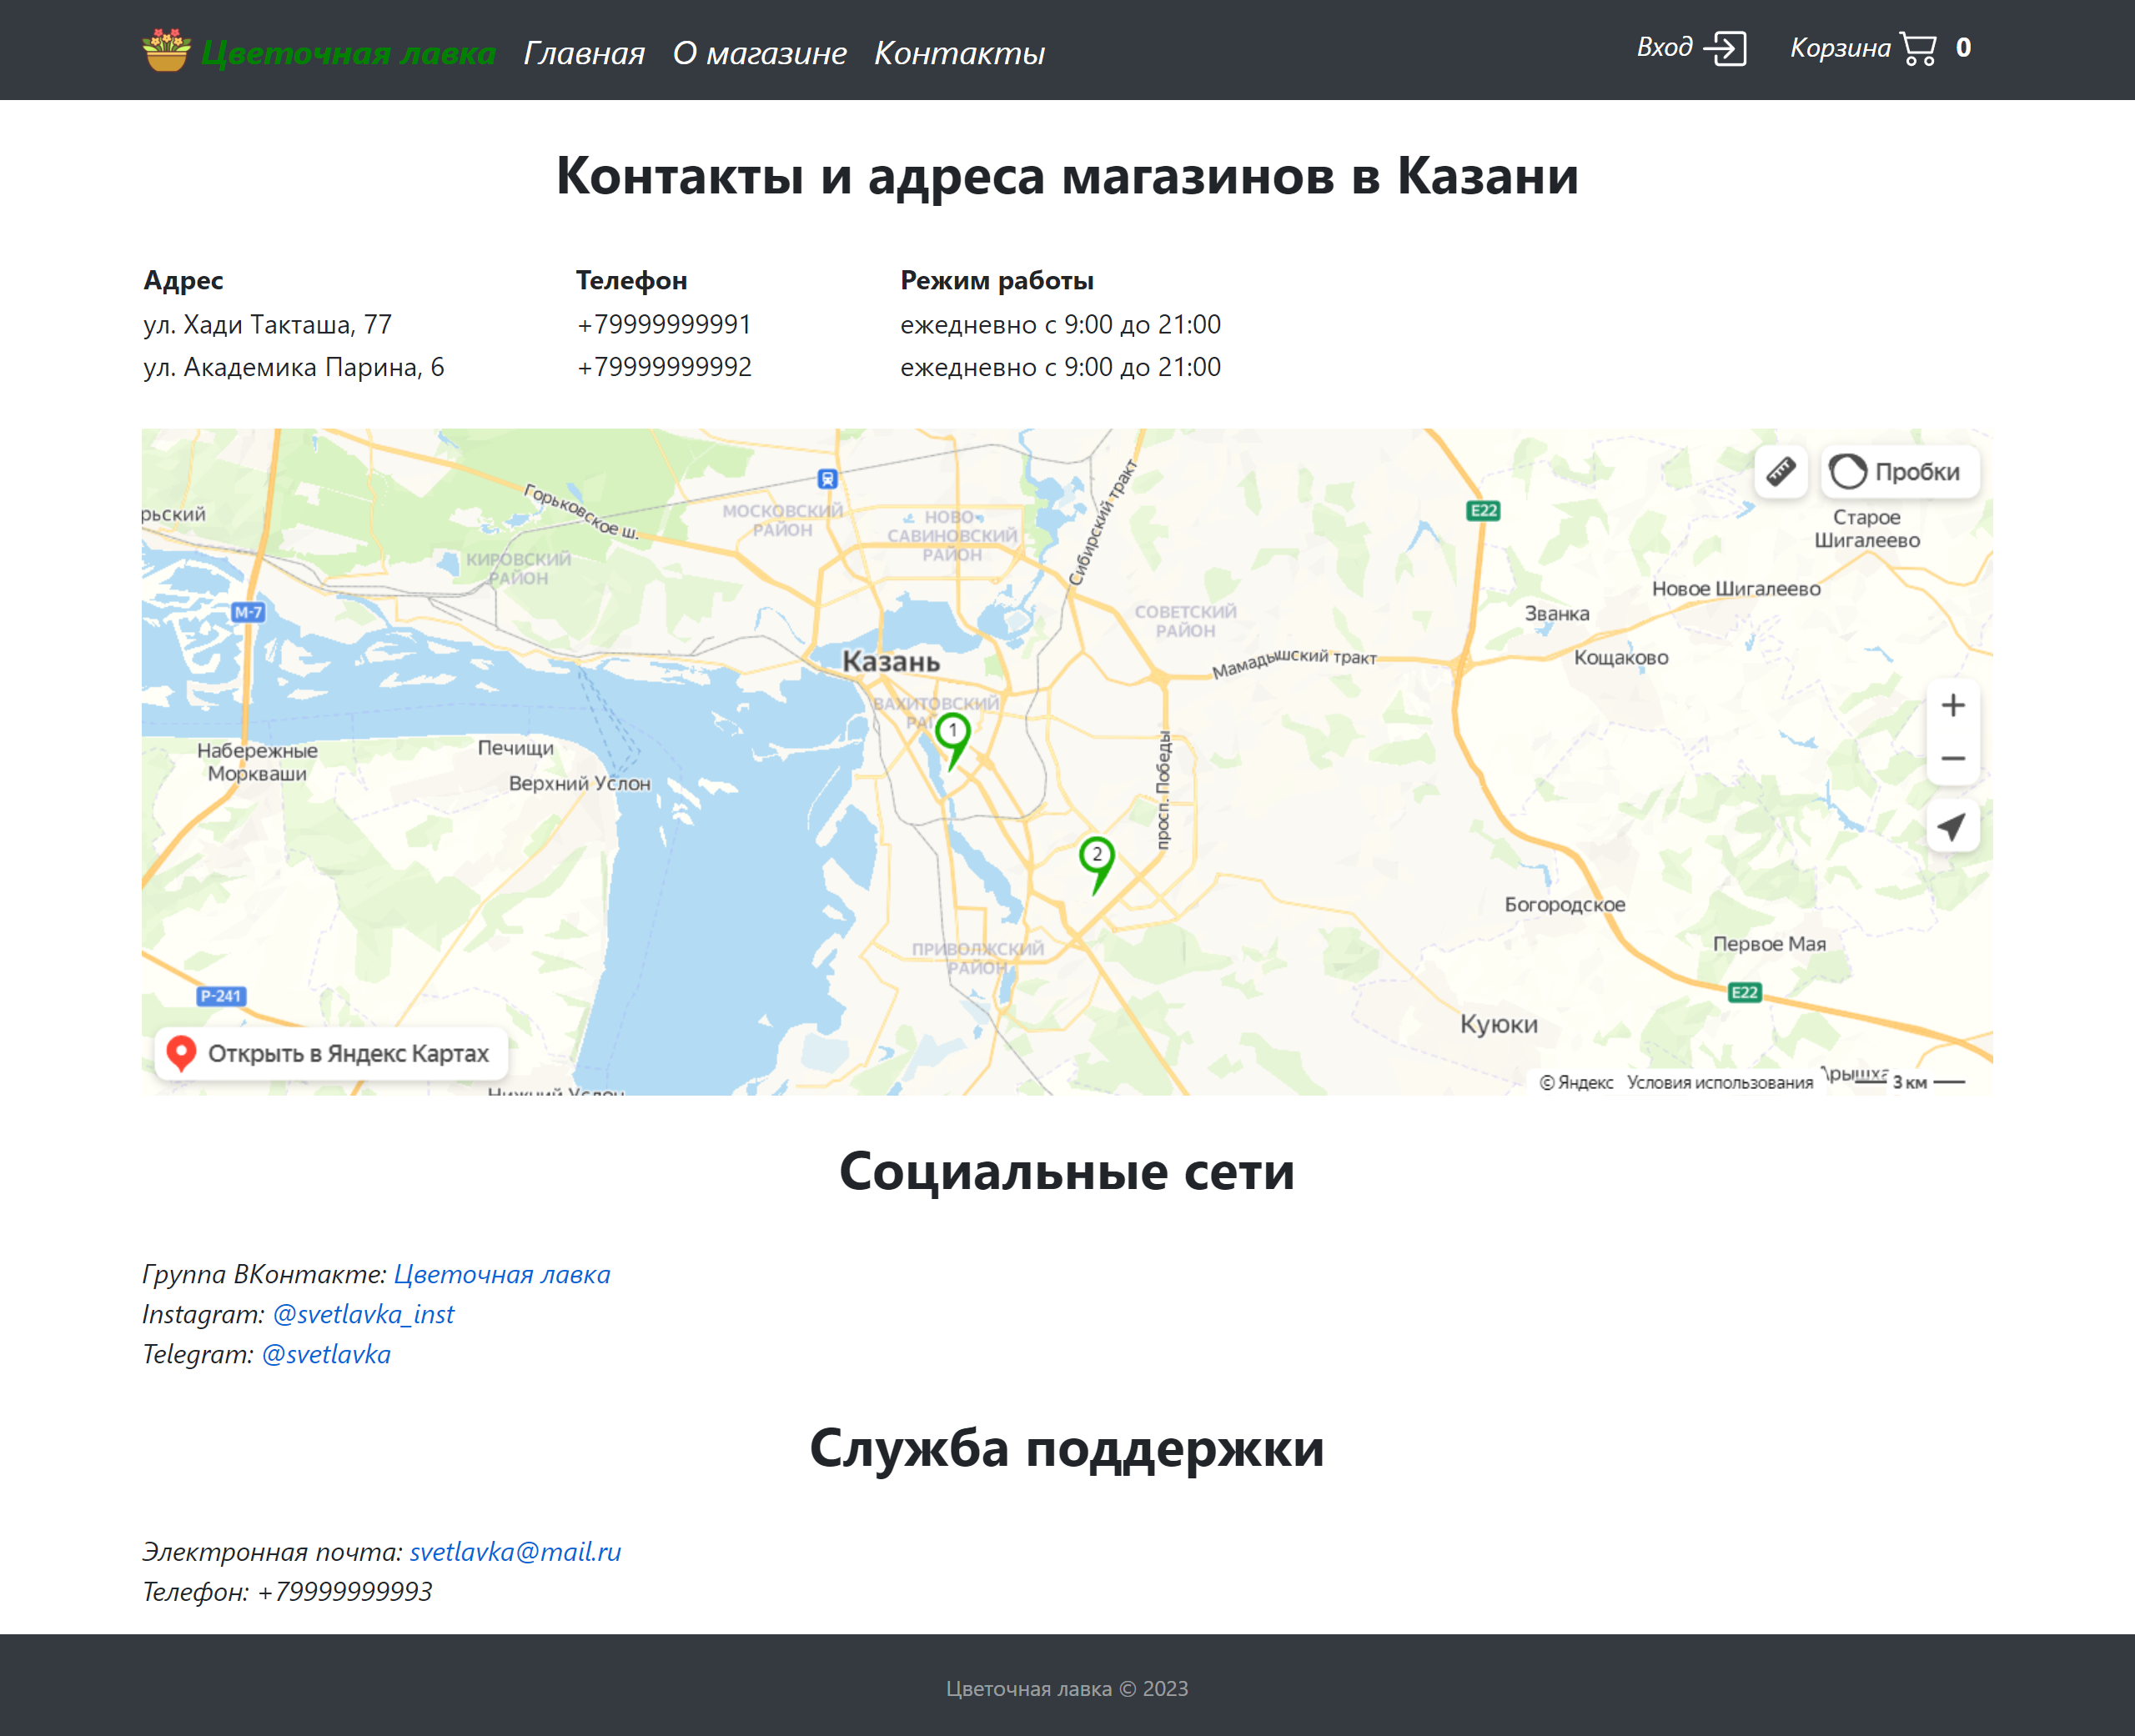 Цветочная лавка Главная О магазине Контакты Вход Корзина 0
Контакты и адреса магазинов в Казани
Адрес Телефон Режим работы
ул. Хади Такташа, 77 +79999999991 ежедневно с 9:00 до 21:00
ул. Академика Парина, 6 +79999999992 ежедневно с 9:00 до 21:00
Пробки
Горьковское ш.
Сибирский тракт
рьский
МОСКОВСКИЙ
РАЙОН
НОВО-
САВИНОВСКИЙ
РАЙОН
E22
Старое
Шигалеево
КИРОВСКИЙ
РАЙОН
Новое Шигалеево
М-7
СОВЕТСКИЙ
РАЙОН
Званка
Казань
Мамадышский тракт
Кощаково
ВАХИТОВСКИЙ
1
Набережные
Моркваши
Печищи
Верхний Услон
просп. Победы
2
Богородское
ПРИВОЛЖСКИЙ
РАЙОН
Первое Мая
Р-241
E22
Куюки
Открыть в Яндекс Картах
Нижний Услон
© Яндекс Условия использования
3 км
Социальные сети
Группа ВКонтакте: Цветочная лавка
Instagram: @svetlavka_inst
Telegram: @svetlavka
Служба поддержки
Электронная почта: svetlavka@mail.ru
Телефон: +79999999993
Цветочная лавка © 2023